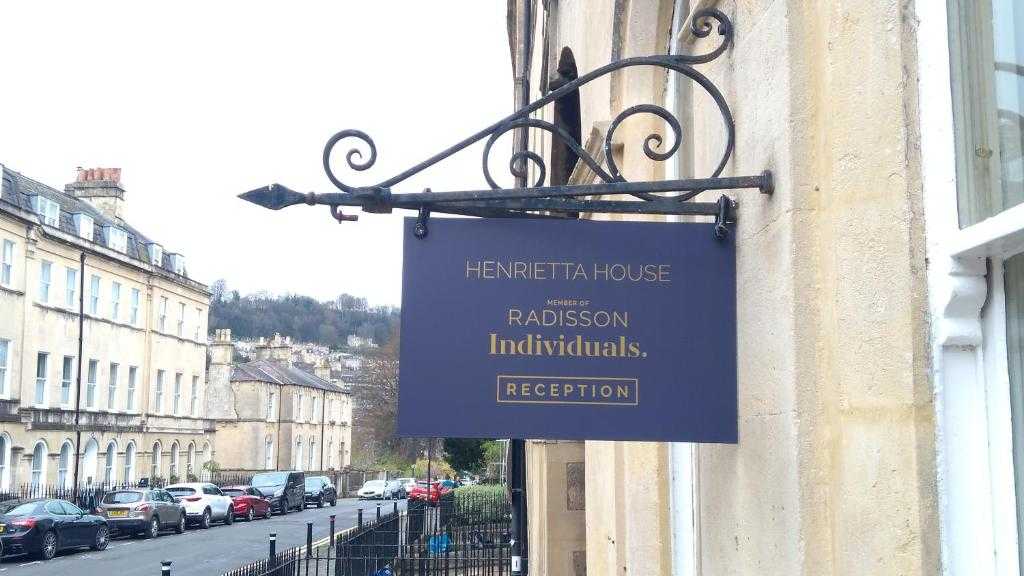 HENRIETTA HOUSE
MEMBER OF
RADISSON
Individuals.
RECEPTION